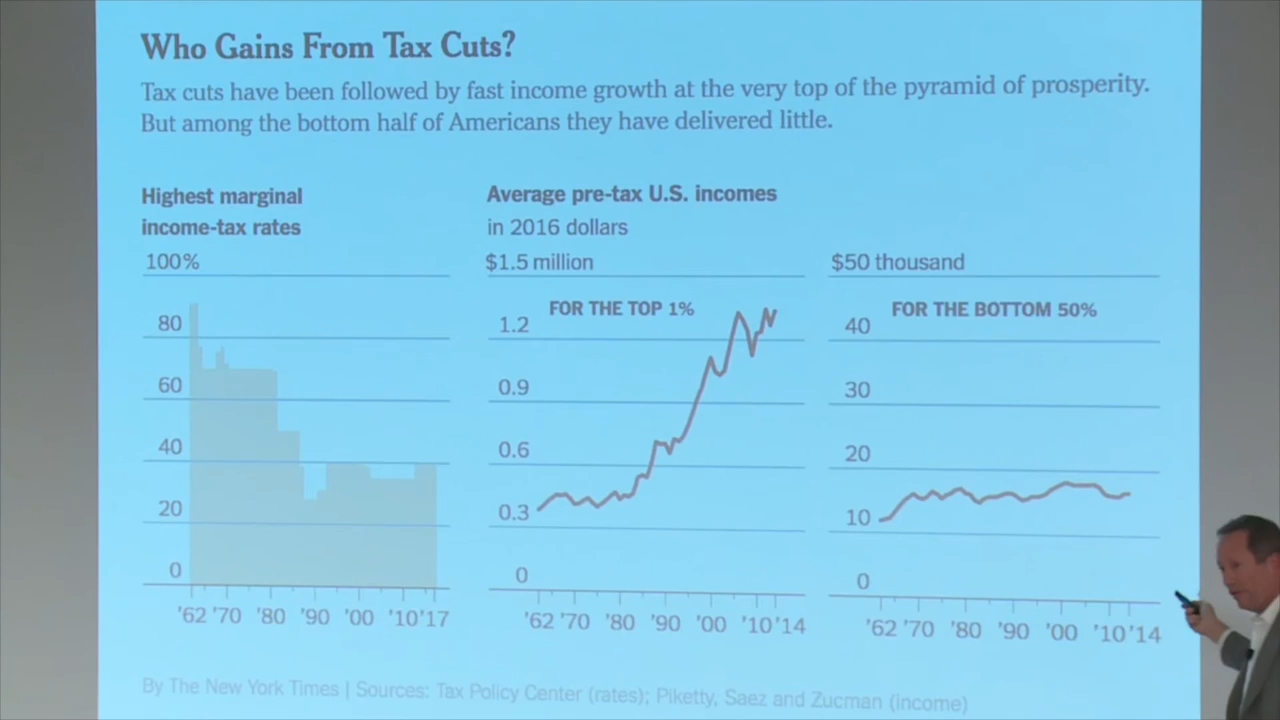 Who Gains From Tax Cuts?
Tax cuts have been followed by fast income growth at the very top of the pyramid of prosperity.
But among the bottom half of Americans they have delivered little.
Highest marginal
income-tax rates
100%
80
60
40
20
0
'62 '70 '80 '90 '00 '10 '17
Average pre-tax U.S. incomes
in 2016 dollars
$1.5 million
FOR THE TOP 1%
1.2
0.9
0.6
0.3
0
'62 '70 '80 '90 '00 '10 '14
$50 thousand
FOR THE BOTTOM 50%
40
30
20
10
0
'62 '70 '80 '90 '00 '10 '14
By The New York Times | Sources: Tax Policy Center (rates); Piketty, Saez and Zucman (income)